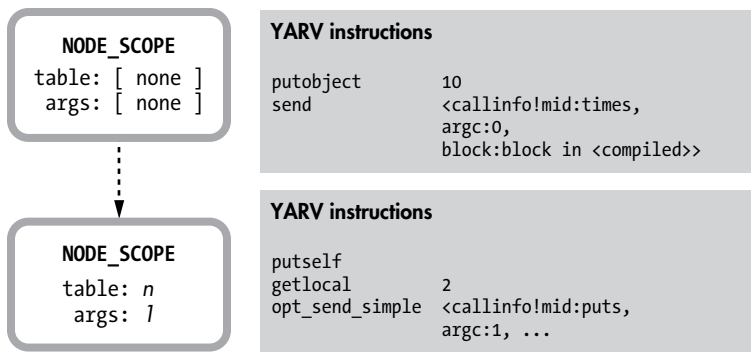 NODE_SCOPE
table: [ none ]
args: [ none ]
YARV instructions
putobject 10
send <callinfo!mid:times,
argc:0,
block:block in <compiled>>
NODE_SCOPE
table: n
args: 1
YARV instructions
putself
getlocal 2
opt_send_simple <callinfo!mid:puts,
argc:1, ...